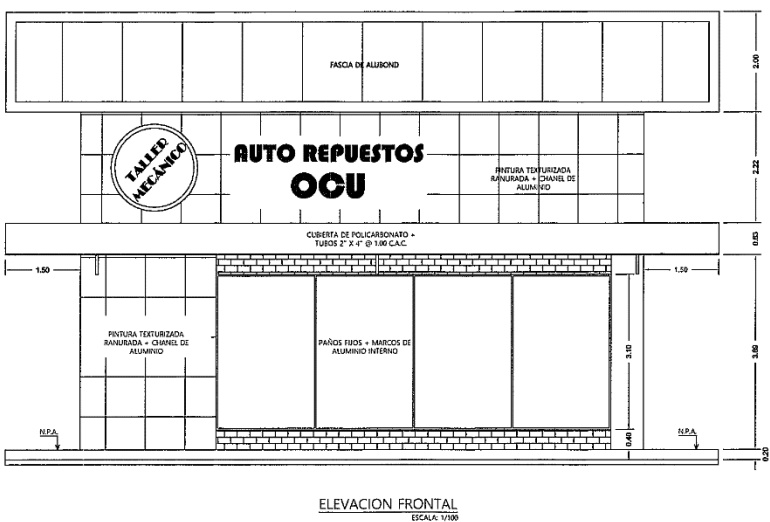 FASCIA DE ALUBOND
2.00
TALLER
MECÁNICO
AUTO REPUESTOS
OCU
PINTURA TEXTURIZADA
RANURADA + CHANEL DE
ALUMINIO
2.22
CUBIERTA DE POLICARBONATO +
TUBOS 2" X 4" @ 1.00 C.A.C.
0.63
1.50
1.50
PINTURA TEXTURIZADA
RANURADA + CHANEL DE
ALUMINIO
PAÑOS FIJOS + MARCOS DE
ALUMINIO INTERNO
3.10
3.89
N.P.A.
N.P.A.
0.40
0.20
ELEVACION FRONTAL
ESCALA: 1/100